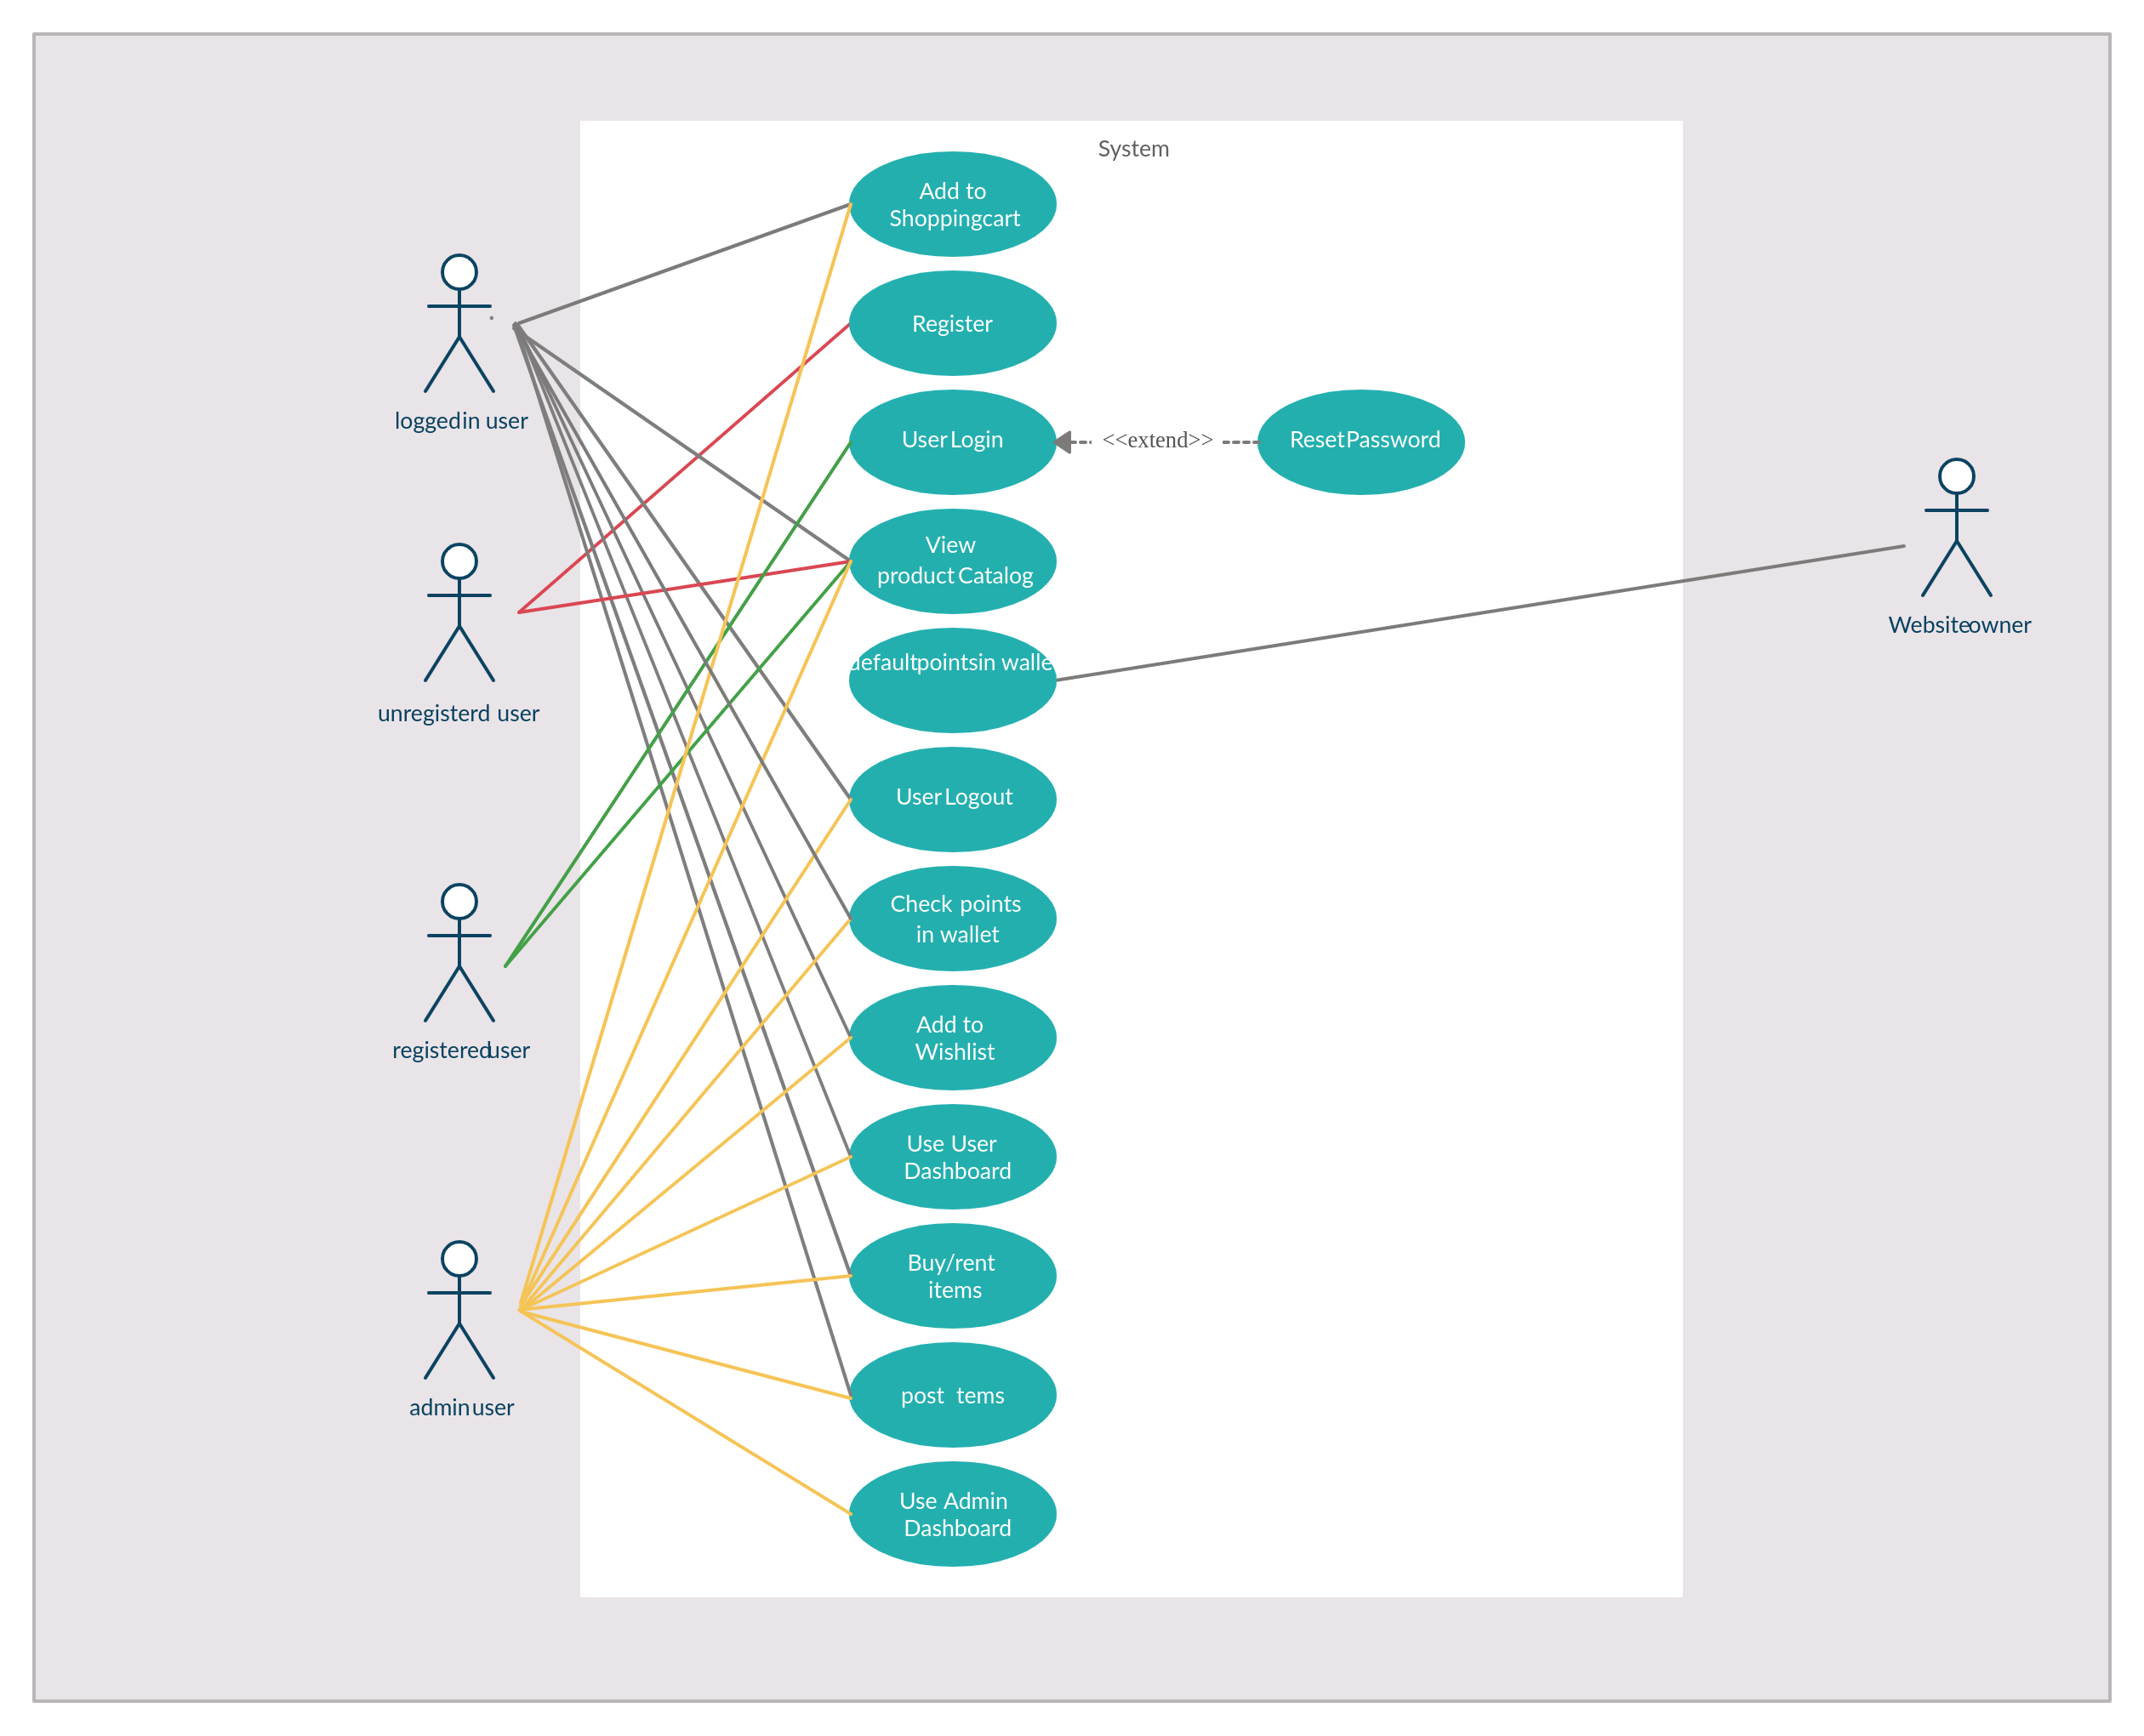 System
Add to
Shoppingcart
Register
loggedin user
User Login
<<extend>>
ResetPassword
View
product Catalog
Websiteowner
defaultpointsin walle
unregisterd user
User Logout
Check points
in wallet
Add to
Wishlist
registereduser
Use User
Dashboard
Buy/rent
items
post tems
adminuser
Use Admin
Dashboard